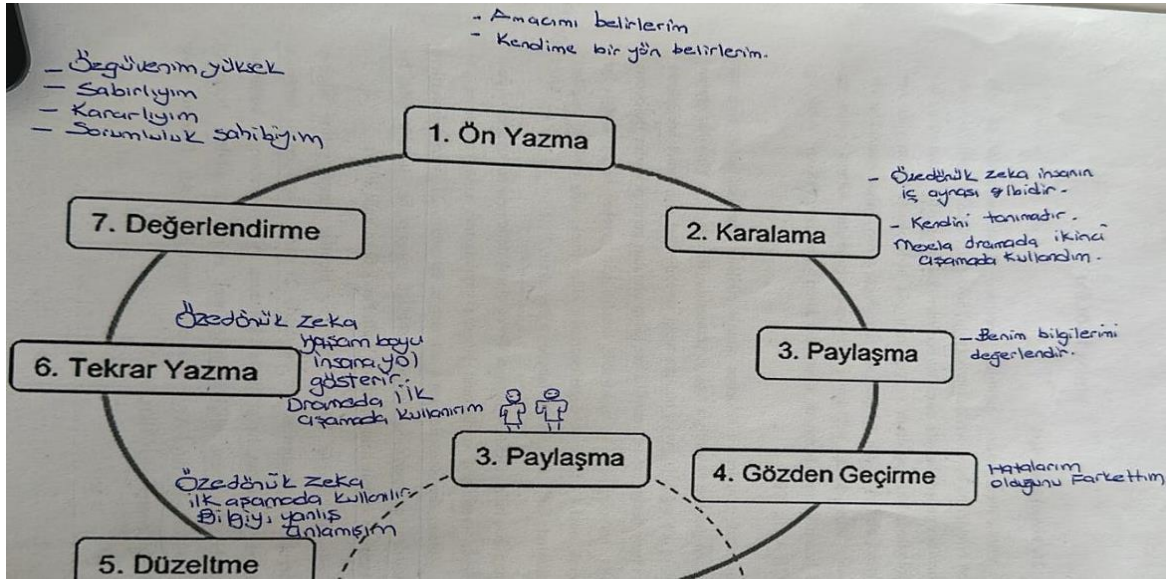 - Amacımı belirlerim
- Kendime bir yön belirlerim.
- Özgüvenim yüksek
- Sabırlıyım
- Kararlıyım
- Sorumluluk sahibiyim
1. Ön Yazma
7. Değerlendirme
2. Karalama
- Özedönük zeka insanın
iç aynası gibidir.
- Kendini tanımadır.
Mesela dramada ikinci
aşamada kullandım.
3. Paylaşma
- Benim bilgilerimi
değerlendir.
6. Tekrar Yazma
Özedönük zeka
Yaşam boyu
insana yol
gösterir.
Dramada ilk
aşamada kullanırım
3. Paylaşma
4. Gözden Geçirme
Hatalarım
olduğunu farkettim
Özedönük zeka
ilk aşamada kullanılır
Bilgiyi yanlış
anlamışım
5. Düzeltme